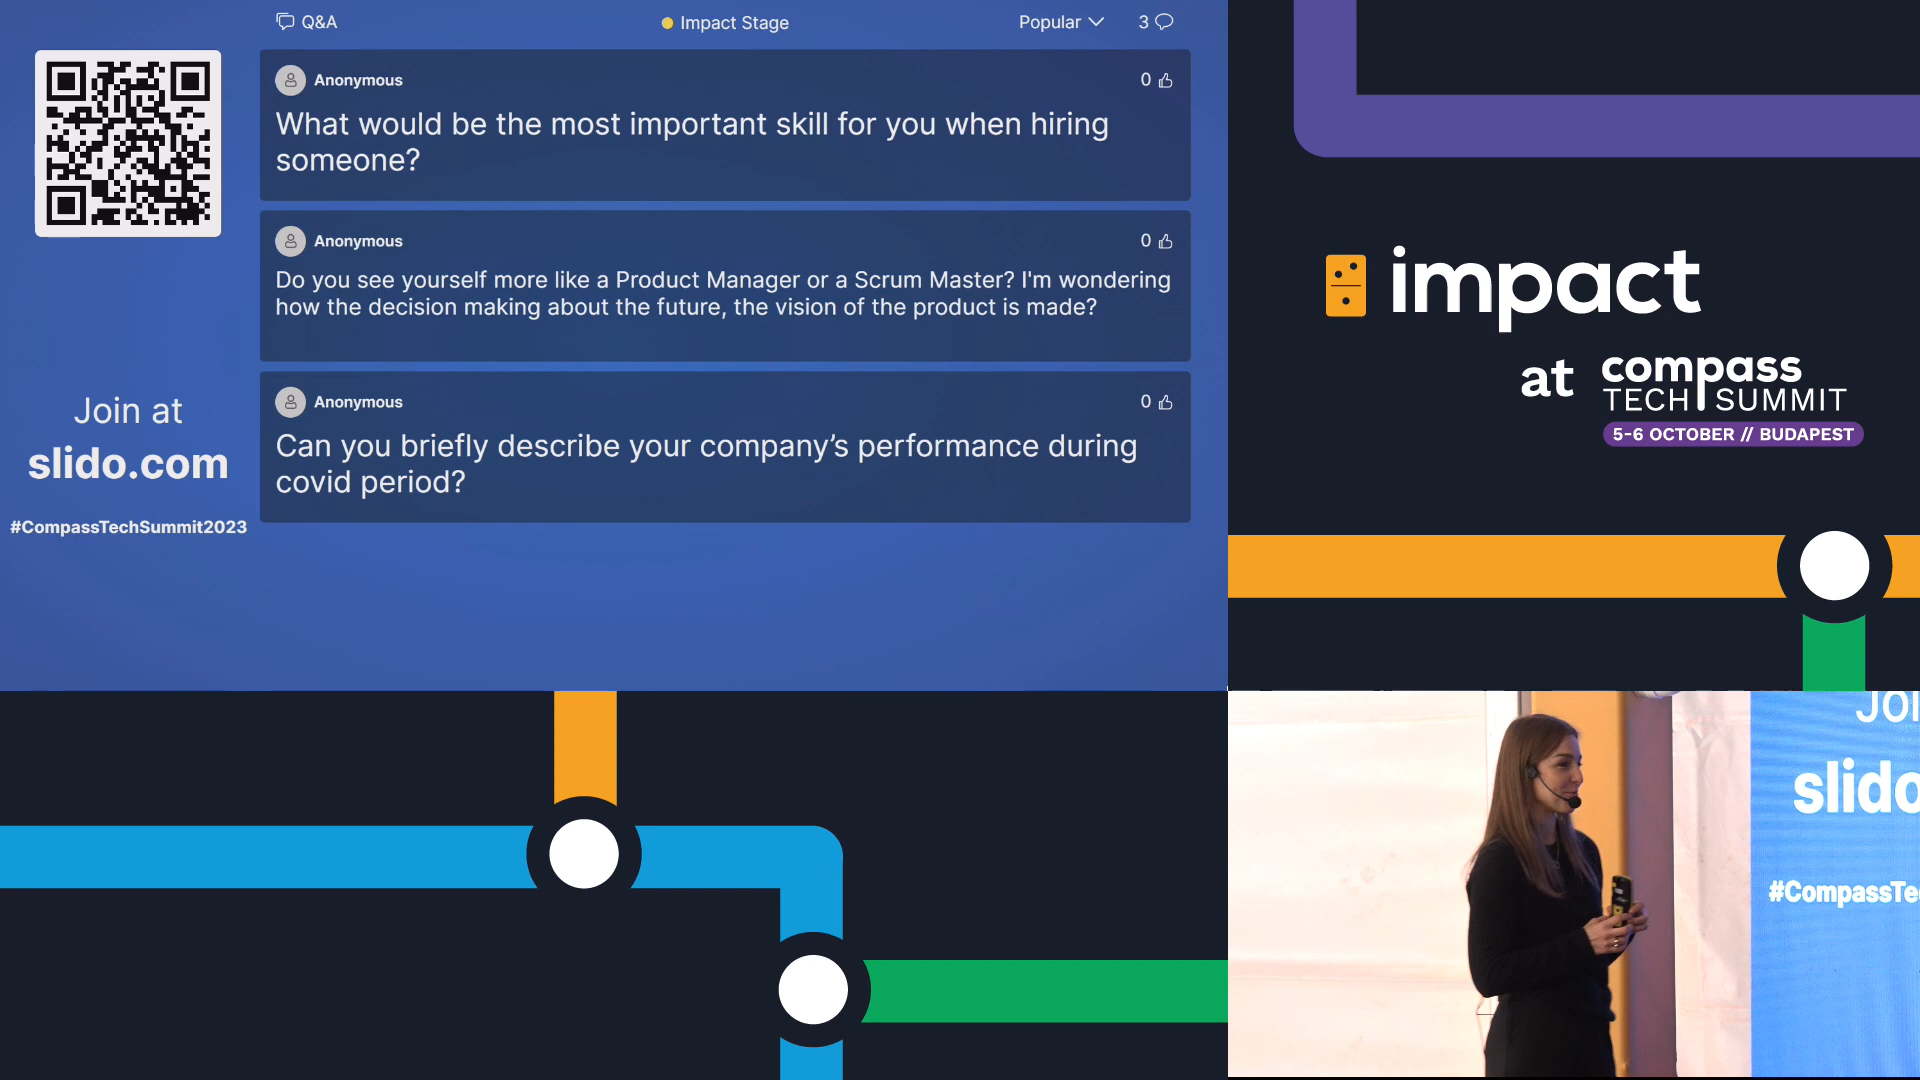 Q&A
Impact Stage
Popular
3
Anonymous
0
What would be the most important skill for you when hiring
someone?
Anonymous
0
Do you see yourself more like a Product Manager or a Scrum Master? I'm wondering
how the decision making about the future, the vision of the product is made?
Anonymous
0
Can you briefly describe your company’s performance during
covid period?
Join at
slido.com
#CompassTechSummit2023
impact
at compass
TECH SUMMIT
5-6 OCTOBER // BUDAPEST
Joi
slido
#CompassTe